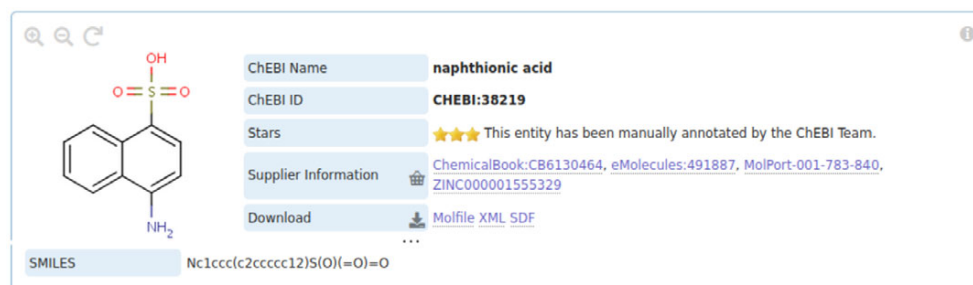 OH
O S O
NH2
ChEBI Name naphthionic acid
ChEBI ID CHEBI:38219
Stars This entity has been manually annotated by the ChEBI Team.
Supplier Information ChemicalBook:CB6130464, eMolecules:491887, MolPort-001-783-840,
ZINC000001555329
Download Molfile XML SDF
...
SMILES Nc1ccc(c2ccccc12)S(O)(=O)=O